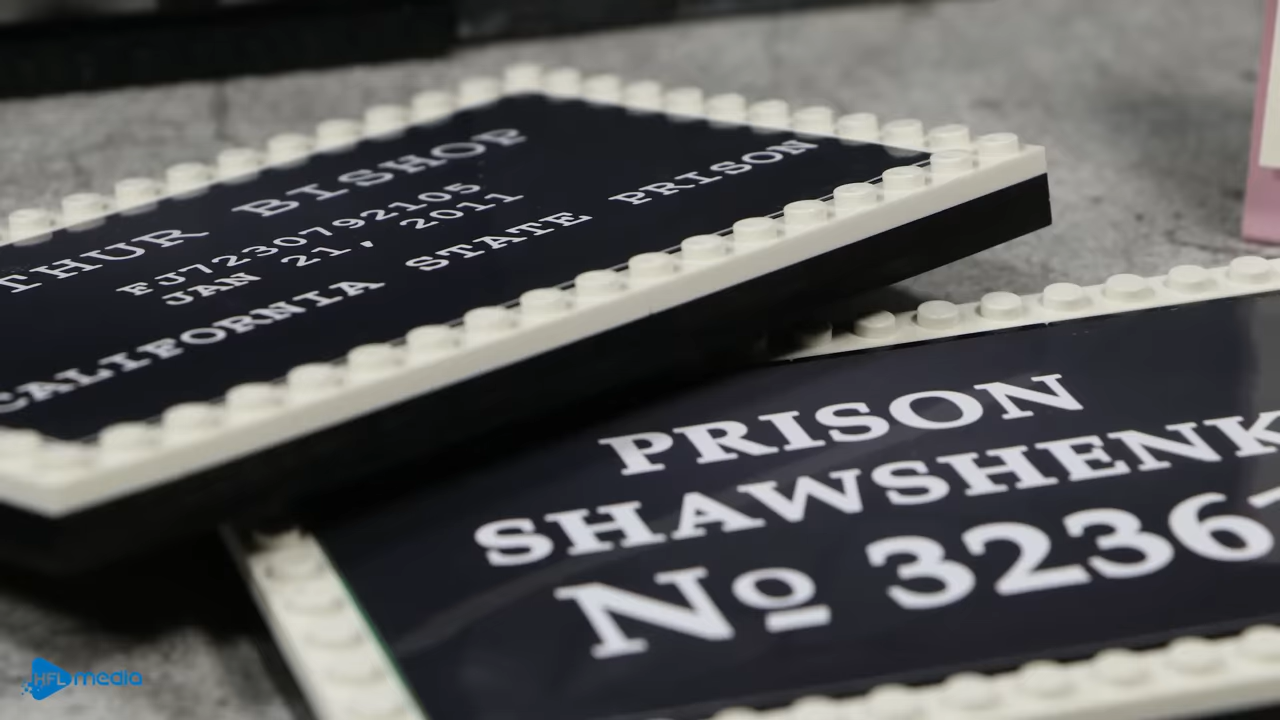 THUR BISHOP
FJ7230792105
JAN 21, 2011
CALIFORNIA STATE PRISON
PRISON
SHAWSHENK
Nº 3236
HFL media